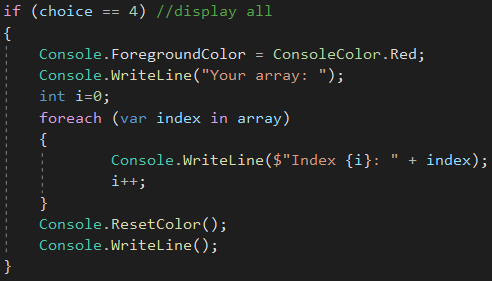 if (choice == 4) //display all
{
    Console.ForegroundColor = ConsoleColor.Red;
    Console.WriteLine("Your array: ");
    int i=0;
    foreach (var index in array)
    {
            Console.WriteLine($"Index {i}: " + index);
            i++;
    }
    Console.ResetColor();
    Console.WriteLine();
}